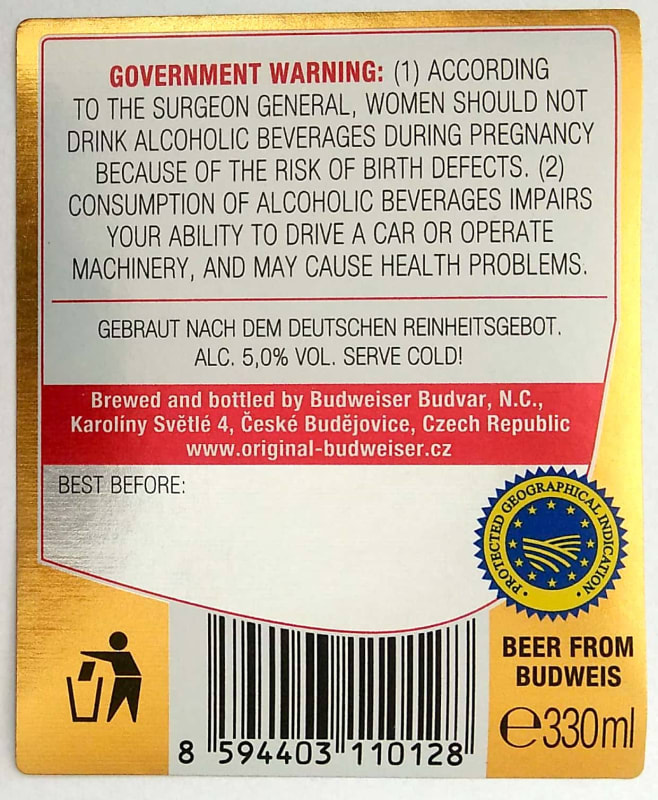 GOVERNMENT WARNING: (1) ACCORDING
TO THE SURGEON GENERAL, WOMEN SHOULD NOT
DRINK ALCOHOLIC BEVERAGES DURING PREGNANCY
BECAUSE OF THE RISK OF BIRTH DEFECTS. (2)
CONSUMPTION OF ALCOHOLIC BEVERAGES IMPAIRS
YOUR ABILITY TO DRIVE A CAR OR OPERATE
MACHINERY, AND MAY CAUSE HEALTH PROBLEMS.
GEBRAUT NACH DEM DEUTSCHEN REINHEITSGEBOT.
ALC. 5,0% VOL. SERVE COLD!
Brewed and bottled by Budweiser Budvar, N.C.,
Karolíny Světlé 4, České Budějovice, Czech Republic
www.original-budweiser.cz
BEST BEFORE:
PROTECTED GEOGRAPHICAL INDICATION
BEER FROM
BUDWEIS
℮330ml
8 594403 110128